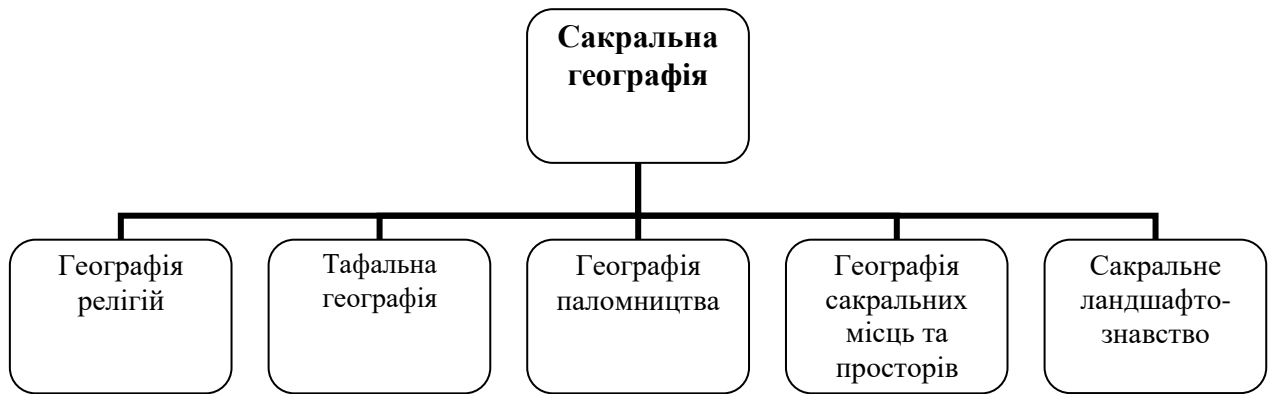 Сакральна
географія
Географія
релігій
Тафальна
географія
Географія
паломництва
Географія
сакральних
місць та
просторів
Сакральне
ландшафто-
знавство